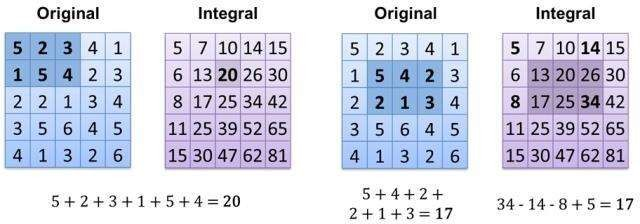 Original Integral Original Integral
5 2 3 4 1 5 7 10 14 15 5 2 3 4 1 5 7 10 14 15
1 5 4 2 3 6 13 20 26 30 1 5 4 2 3 6 13 20 26 30
2 2 1 3 4 8 17 25 34 42 2 2 1 3 4 8 17 25 34 42
3 5 6 4 5 11 25 39 52 65 3 5 6 4 5 11 25 39 52 65
4 1 3 2 6 15 30 47 62 81 4 1 3 2 6 15 30 47 62 81
5 + 2 + 3 + 1 + 5 + 4 = 20
5 + 4 + 2 +
2 + 1 + 3 = 17
34 - 14 - 8 + 5 = 17